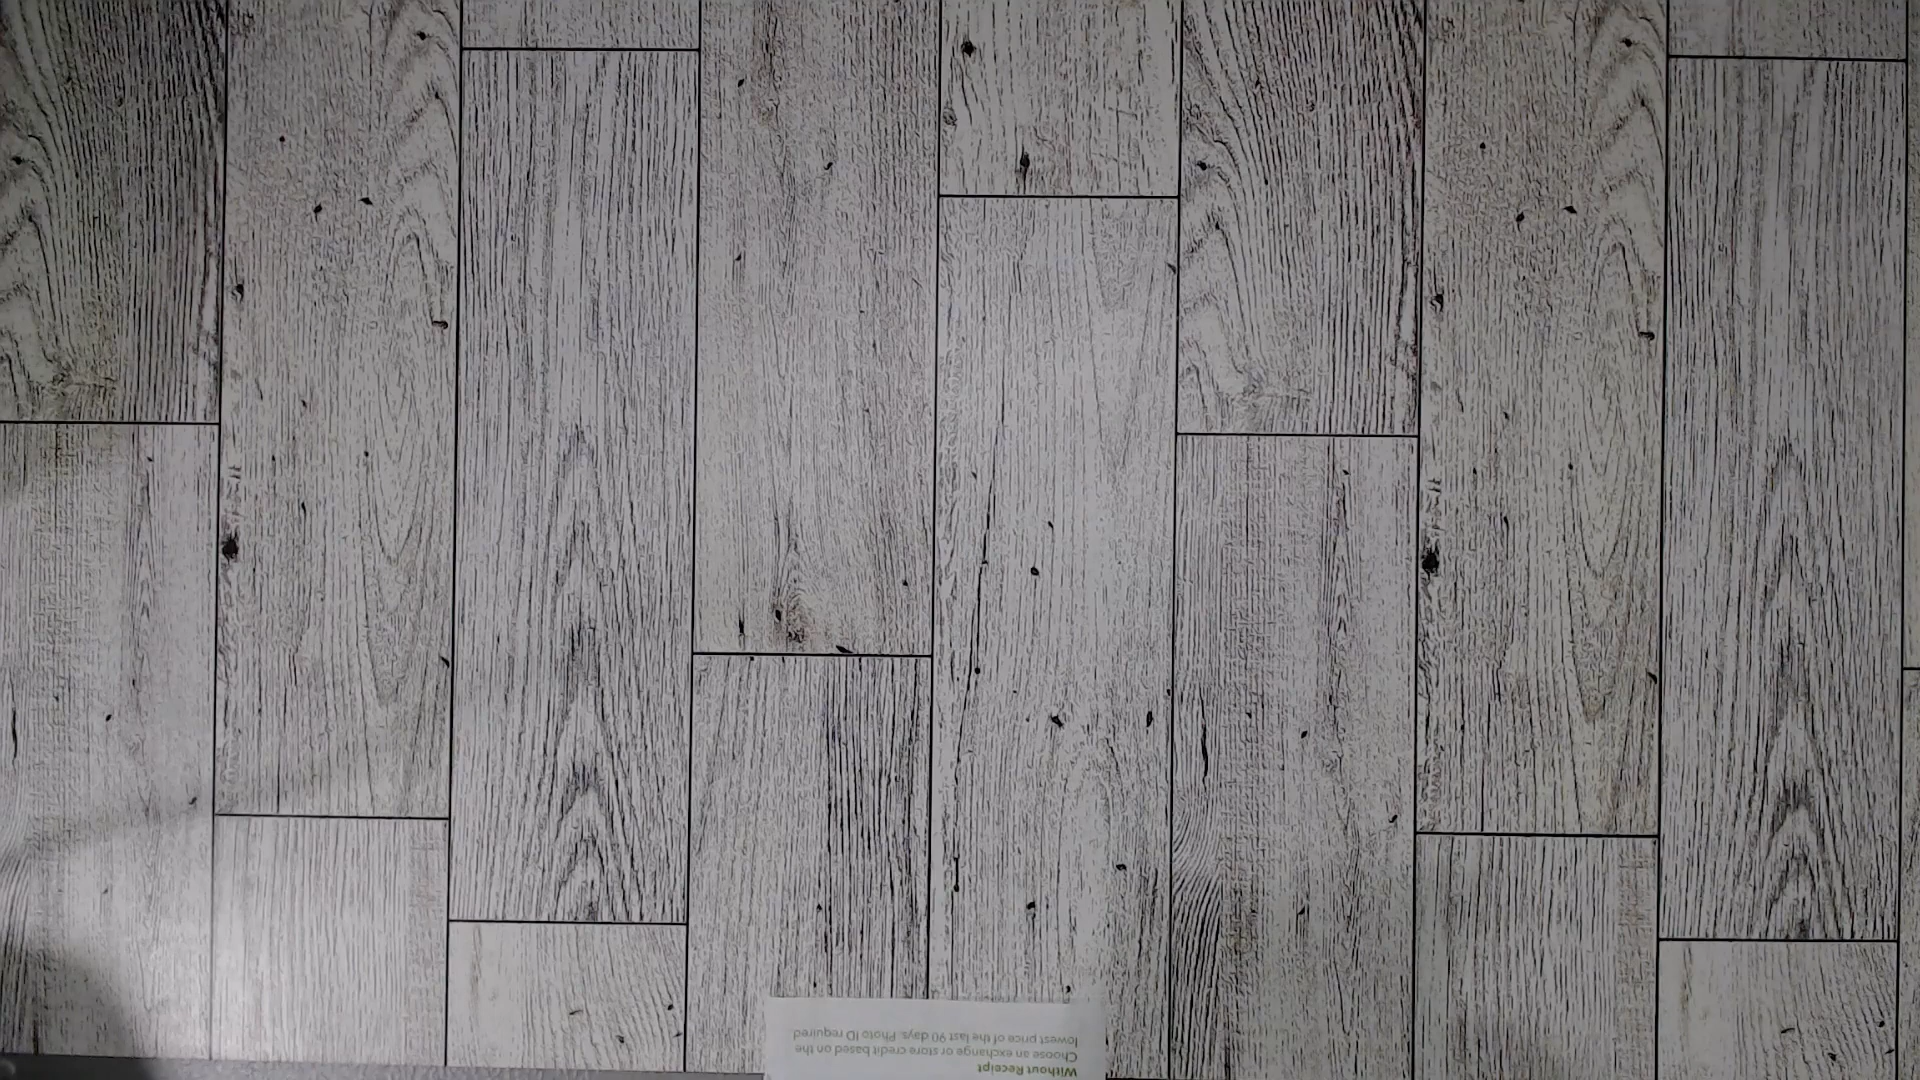 Without Receipt
Choose an exchange or store credit based on the
lowest price of the last 90 days. Photo ID required